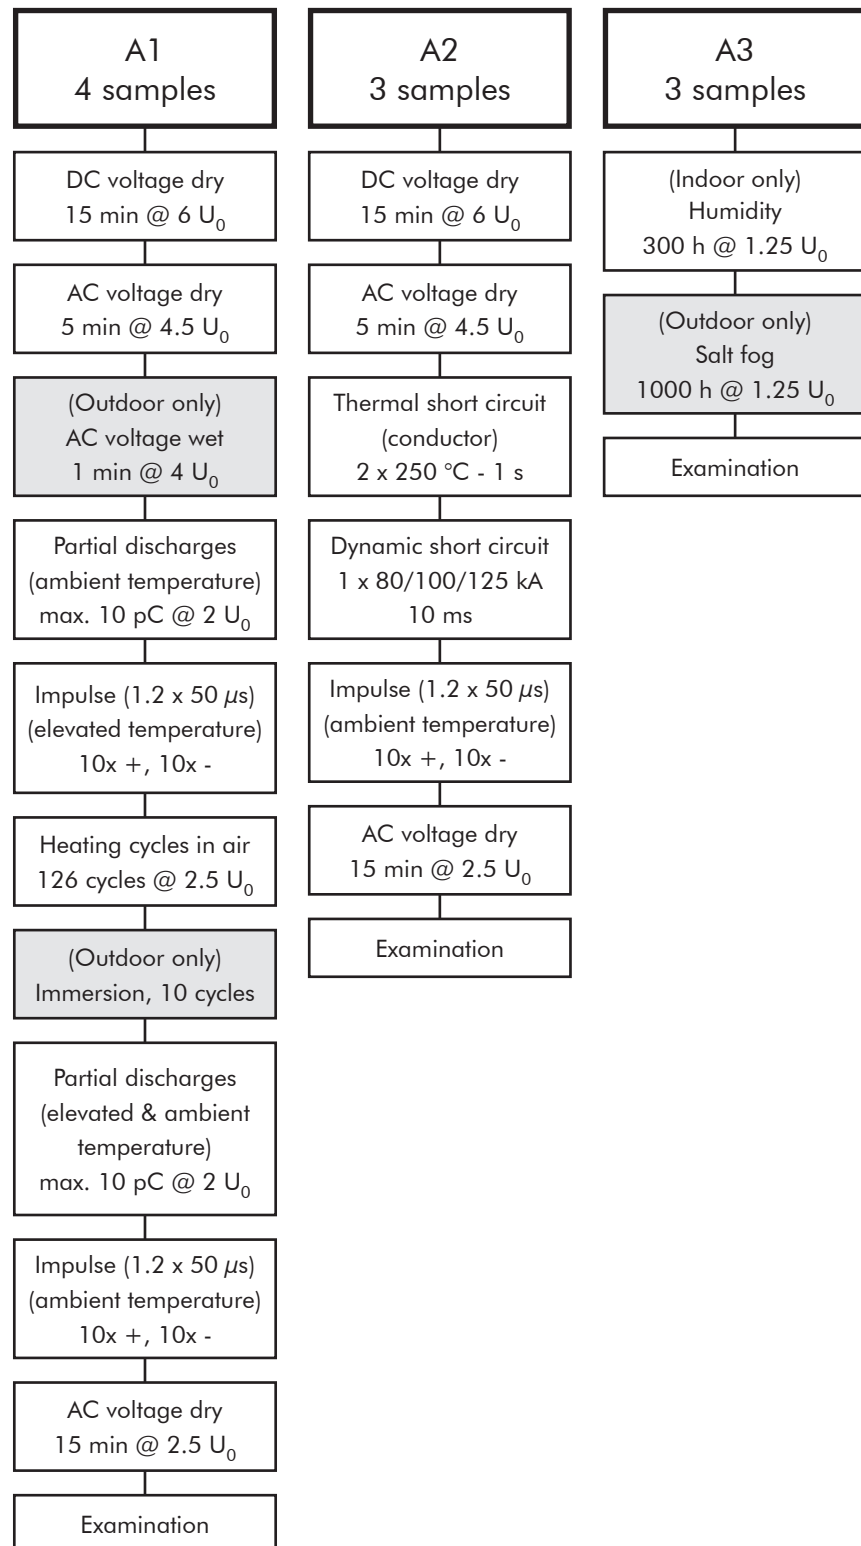 A1
4 samples
DC voltage dry
15 min @ 6 U₀
AC voltage dry
5 min @ 4.5 U₀
(Outdoor only)
AC voltage wet
1 min @ 4 U₀
Partial discharges
(ambient temperature)
max. 10 pC @ 2 U₀
Impulse (1.2 x 50 µs)
(elevated temperature)
10x +, 10x -
Heating cycles in air
126 cycles @ 2.5 U₀
(Outdoor only)
Immersion, 10 cycles
Partial discharges
(elevated & ambient
temperature)
max. 10 pC @ 2 U₀
Impulse (1.2 x 50 µs)
(ambient temperature)
10x +, 10x -
AC voltage dry
15 min @ 2.5 U₀
Examination
A2
3 samples
DC voltage dry
15 min @ 6 U₀
AC voltage dry
5 min @ 4.5 U₀
Thermal short circuit
(conductor)
2 x 250 °C - 1 s
Dynamic short circuit
1 x 80/100/125 kA
10 ms
Impulse (1.2 x 50 µs)
(ambient temperature)
10x +, 10x -
AC voltage dry
15 min @ 2.5 U₀
Examination
A3
3 samples
(Indoor only)
Humidity
300 h @ 1.25 U₀
(Outdoor only)
Salt fog
1000 h @ 1.25 U₀
Examination